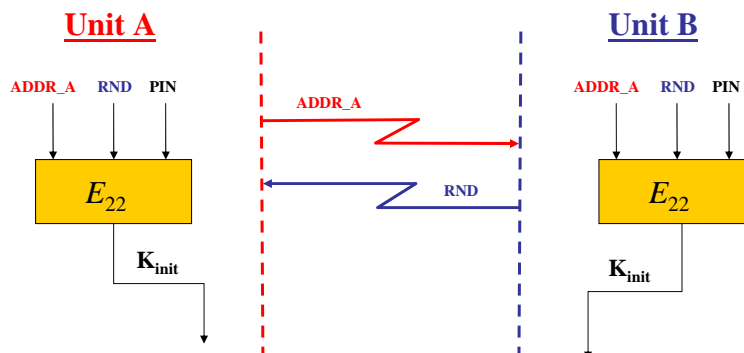 Unit A Unit B
ADDR_A RND PIN ADDR_A RND PIN
ADDR_A
E22 RND E22
Kinit Kinit